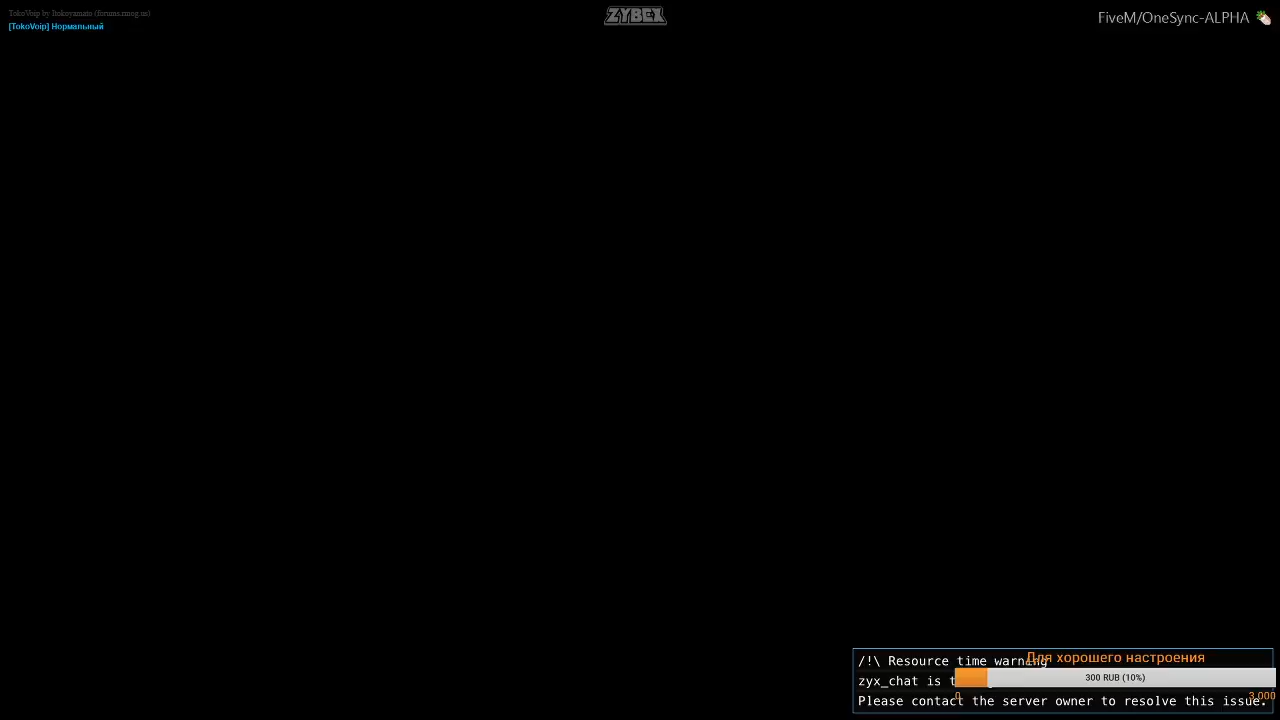 TokoVoip by Itokoyamato (forums.rmog.us)
[TokoVoip] Нормальный
ZYBEX
FiveM/OneSync-ALPHA
/!\ Resource time warning
Для хорошего настроения
zyx_chat is
300 RUB (10%)
0
3,000
Please contact the server owner to resolve this issue.